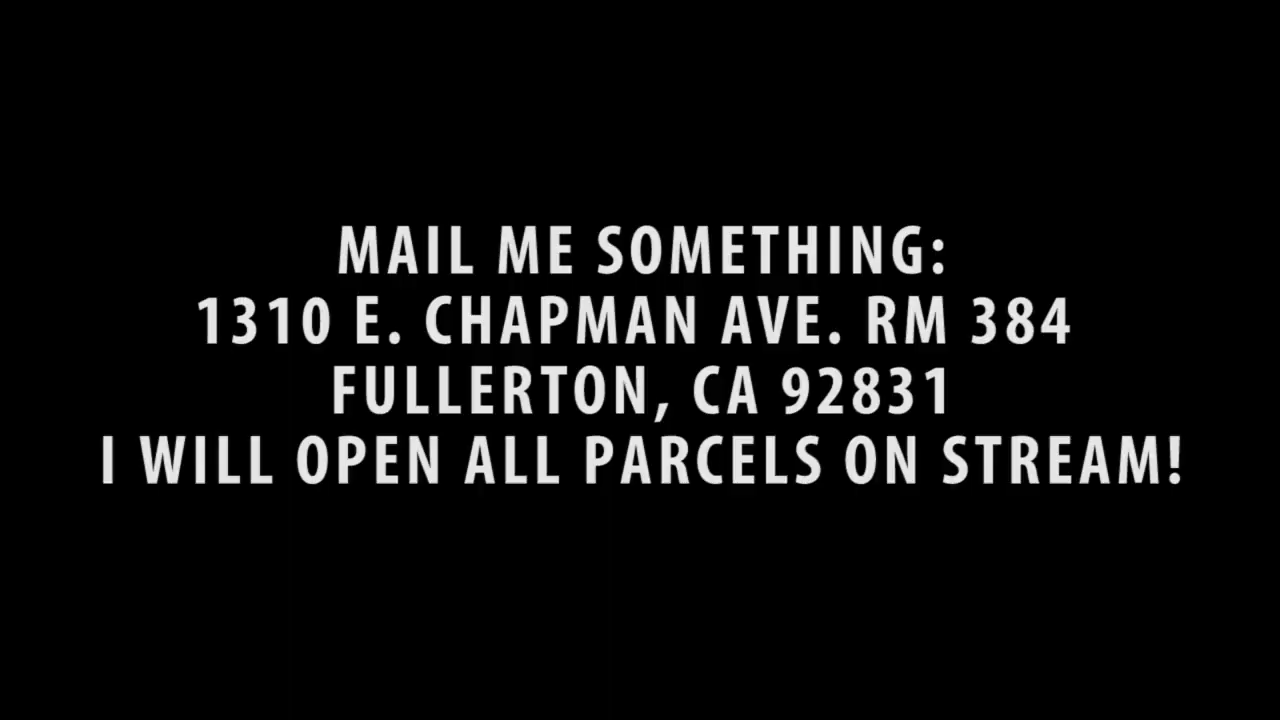 MAIL ME SOMETHING:
1310 E. CHAPMAN AVE. RM 384
FULLERTON, CA 92831
I WILL OPEN ALL PARCELS ON STREAM!